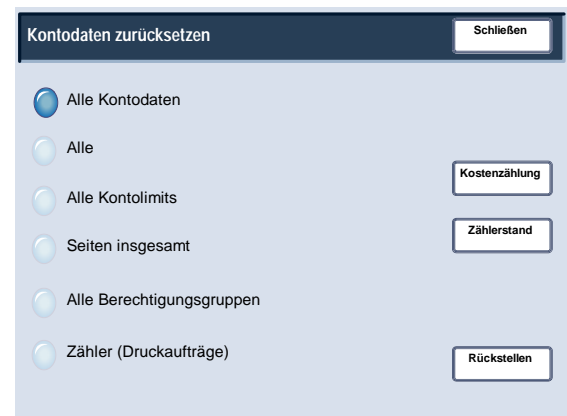 Kontodaten zurücksetzen
Schließen
Alle Kontodaten
Alle
Kostenzählung
Alle Kontolimits
Zählerstand
Seiten insgesamt
Alle Berechtigungsgruppen
Zähler (Druckaufträge)
Rückstellen